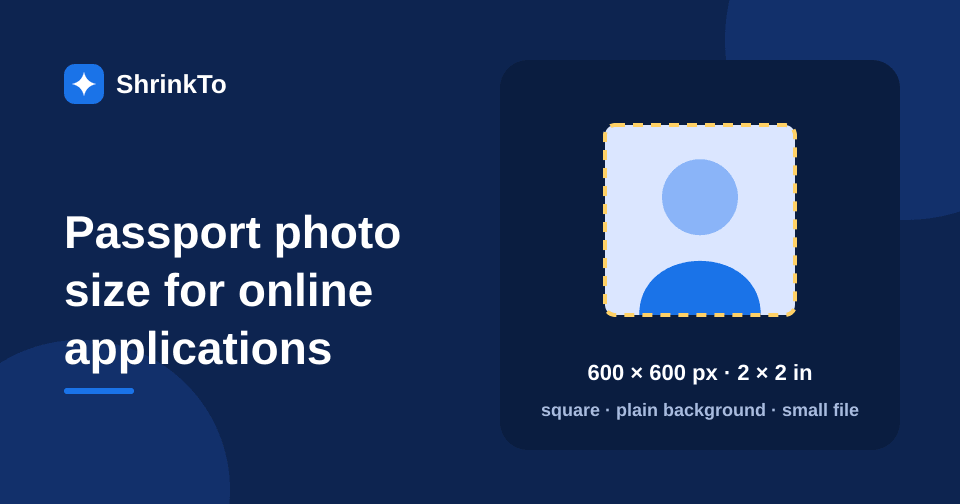 ShrinkTo
Passport photo
size for online
applications
600 × 600 px · 2 × 2 in
square · plain background · small file